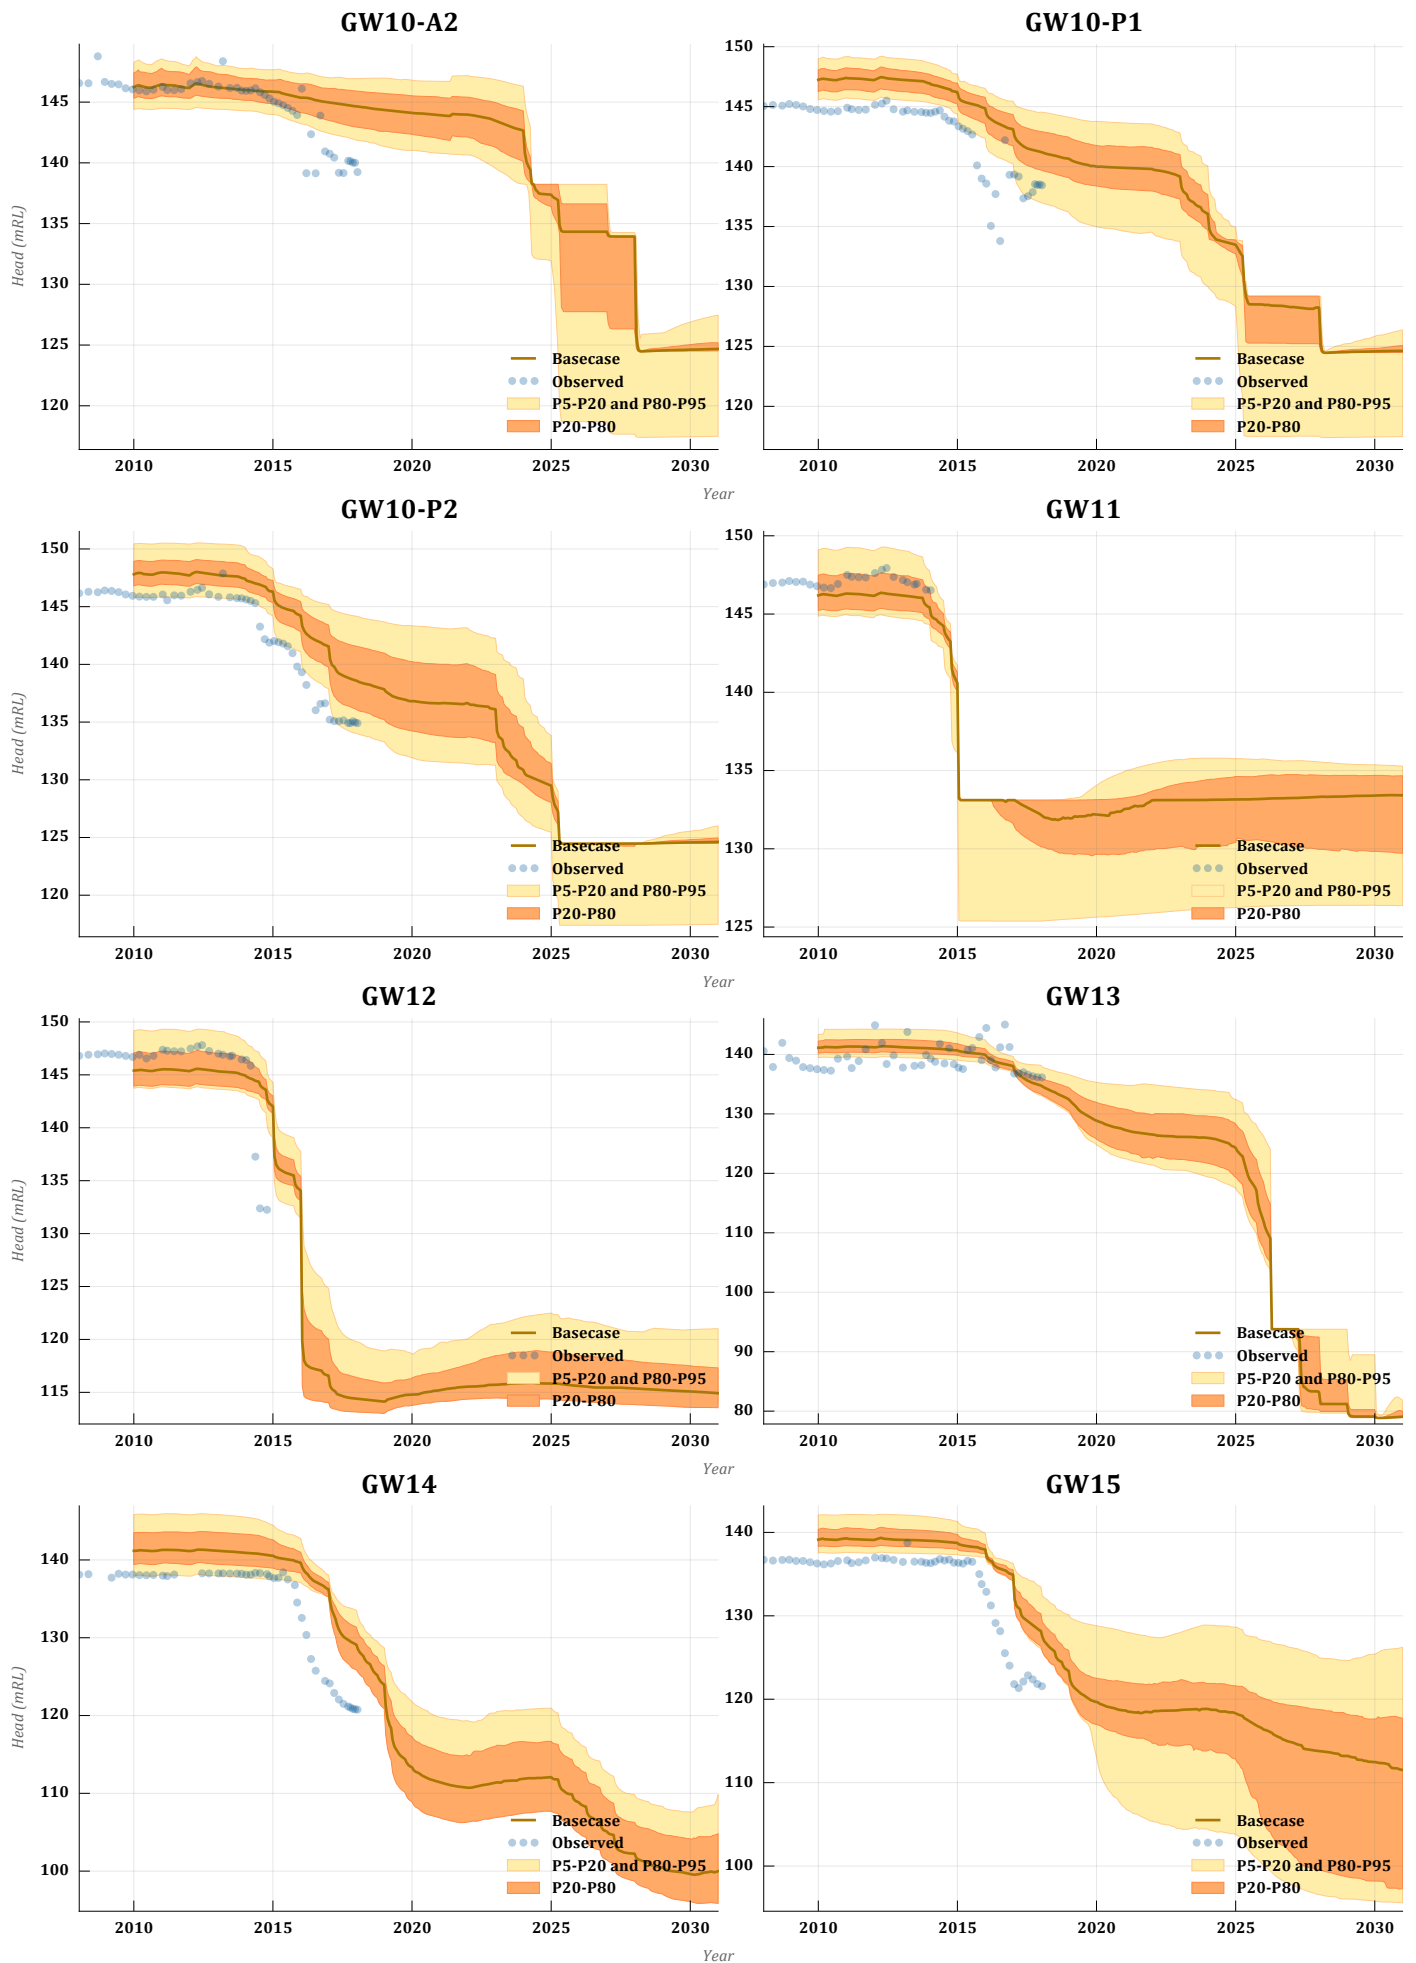 GW10-A2
145
140
135
130
125
120
Head (mRL)
Basecase
Observed
P5-P20 and P80-P95
P20-P80
2010 2015 2020 2025 2030
Year
GW10-P1
150
145
140
135
130
125
120
Basecase
Observed
P5-P20 and P80-P95
P20-P80
2010 2015 2020 2025 2030
GW10-P2
150
145
140
135
130
125
120
Head (mRL)
Basecase
Observed
P5-P20 and P80-P95
P20-P80
2010 2015 2020 2025 2030
Year
GW11
150
145
140
135
130
125
Basecase
Observed
P5-P20 and P80-P95
P20-P80
2010 2015 2020 2025 2030
GW12
150
145
140
135
130
125
120
115
Head (mRL)
Basecase
Observed
P5-P20 and P80-P95
P20-P80
2010 2015 2020 2025 2030
Year
GW13
140
130
120
110
100
90
80
Basecase
Observed
P5-P20 and P80-P95
P20-P80
2010 2015 2020 2025 2030
GW14
140
130
120
110
100
Head (mRL)
Basecase
Observed
P5-P20 and P80-P95
P20-P80
2010 2015 2020 2025 2030
Year
GW15
140
130
120
110
100
Basecase
Observed
P5-P20 and P80-P95
P20-P80
2010 2015 2020 2025 2030